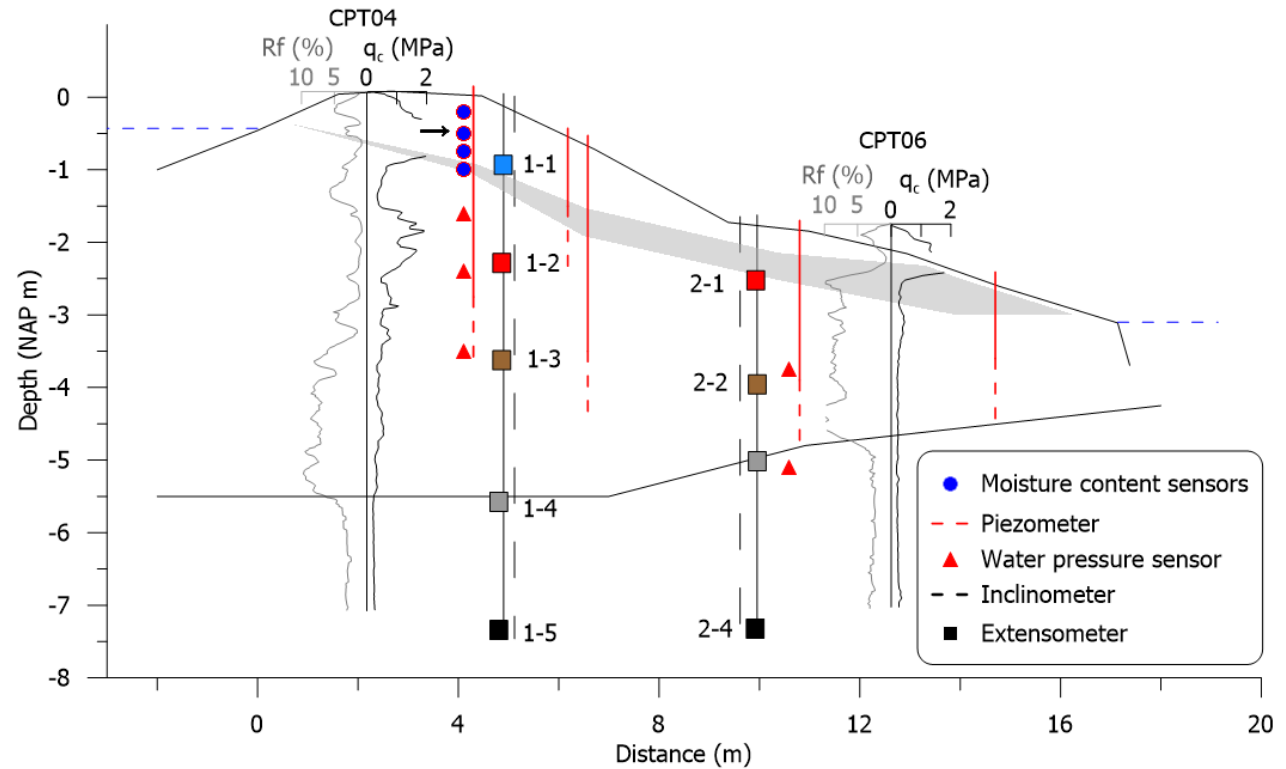 CPT04
Rf (%) qc (MPa)
10 5 0 2
CPT06
Rf (%) qc (MPa)
10 5 0 2
0
-1
-2
-3
-4
-5
-6
-7
-8
Depth (NAP m)
1-1
1-2
1-3
1-4
1-5
2-1
2-2
2-4
Moisture content sensors
Piezometer
Water pressure sensor
Inclinometer
Extensometer
0 4 8 12 16 20
Distance (m)